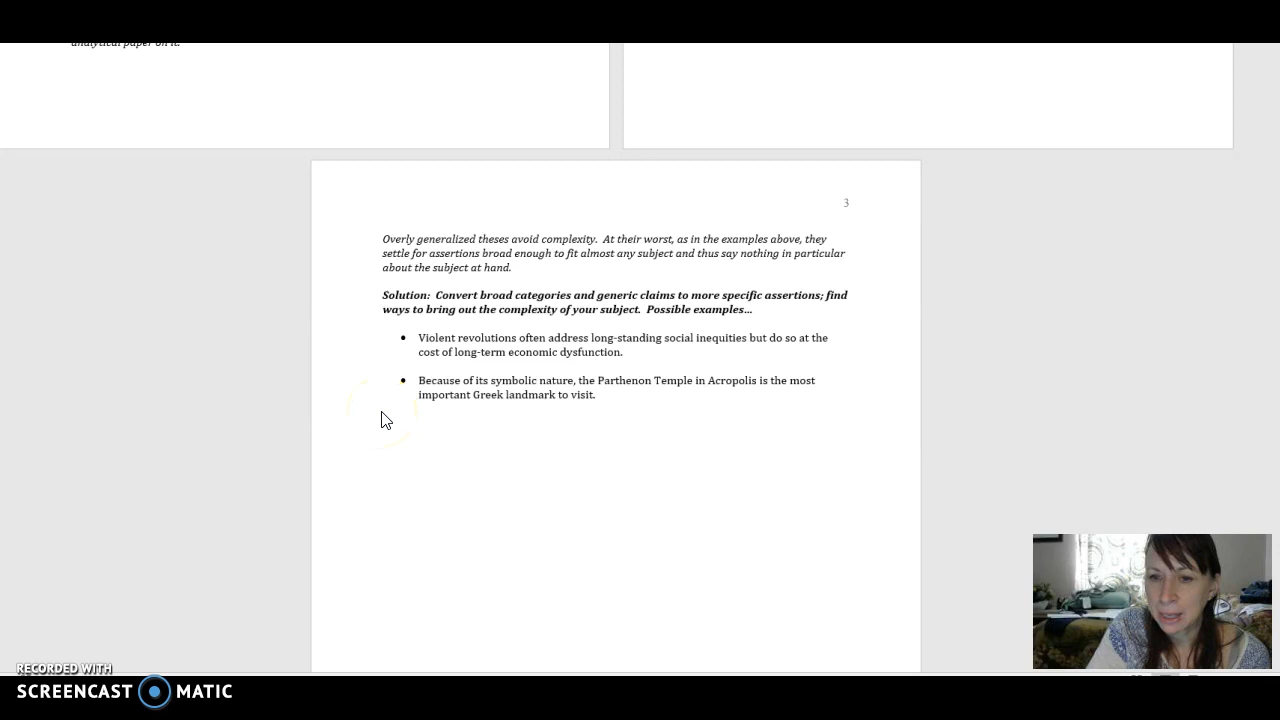 analytical paper on it.
3
Overly generalized theses avoid complexity.  At their worst, as in the examples above, they
settle for assertions broad enough to fit almost any subject and thus say nothing in particular
about the subject at hand.
Solution:  Convert broad categories and generic claims to more specific assertions; find
ways to bring out the complexity of your subject.  Possible examples…
• Violent revolutions often address long-standing social inequities but do so at the
cost of long-term economic dysfunction.
• Because of its symbolic nature, the Parthenon Temple in Acropolis is the most
important Greek landmark to visit.
RECORDED WITH
SCREENCAST MATIC